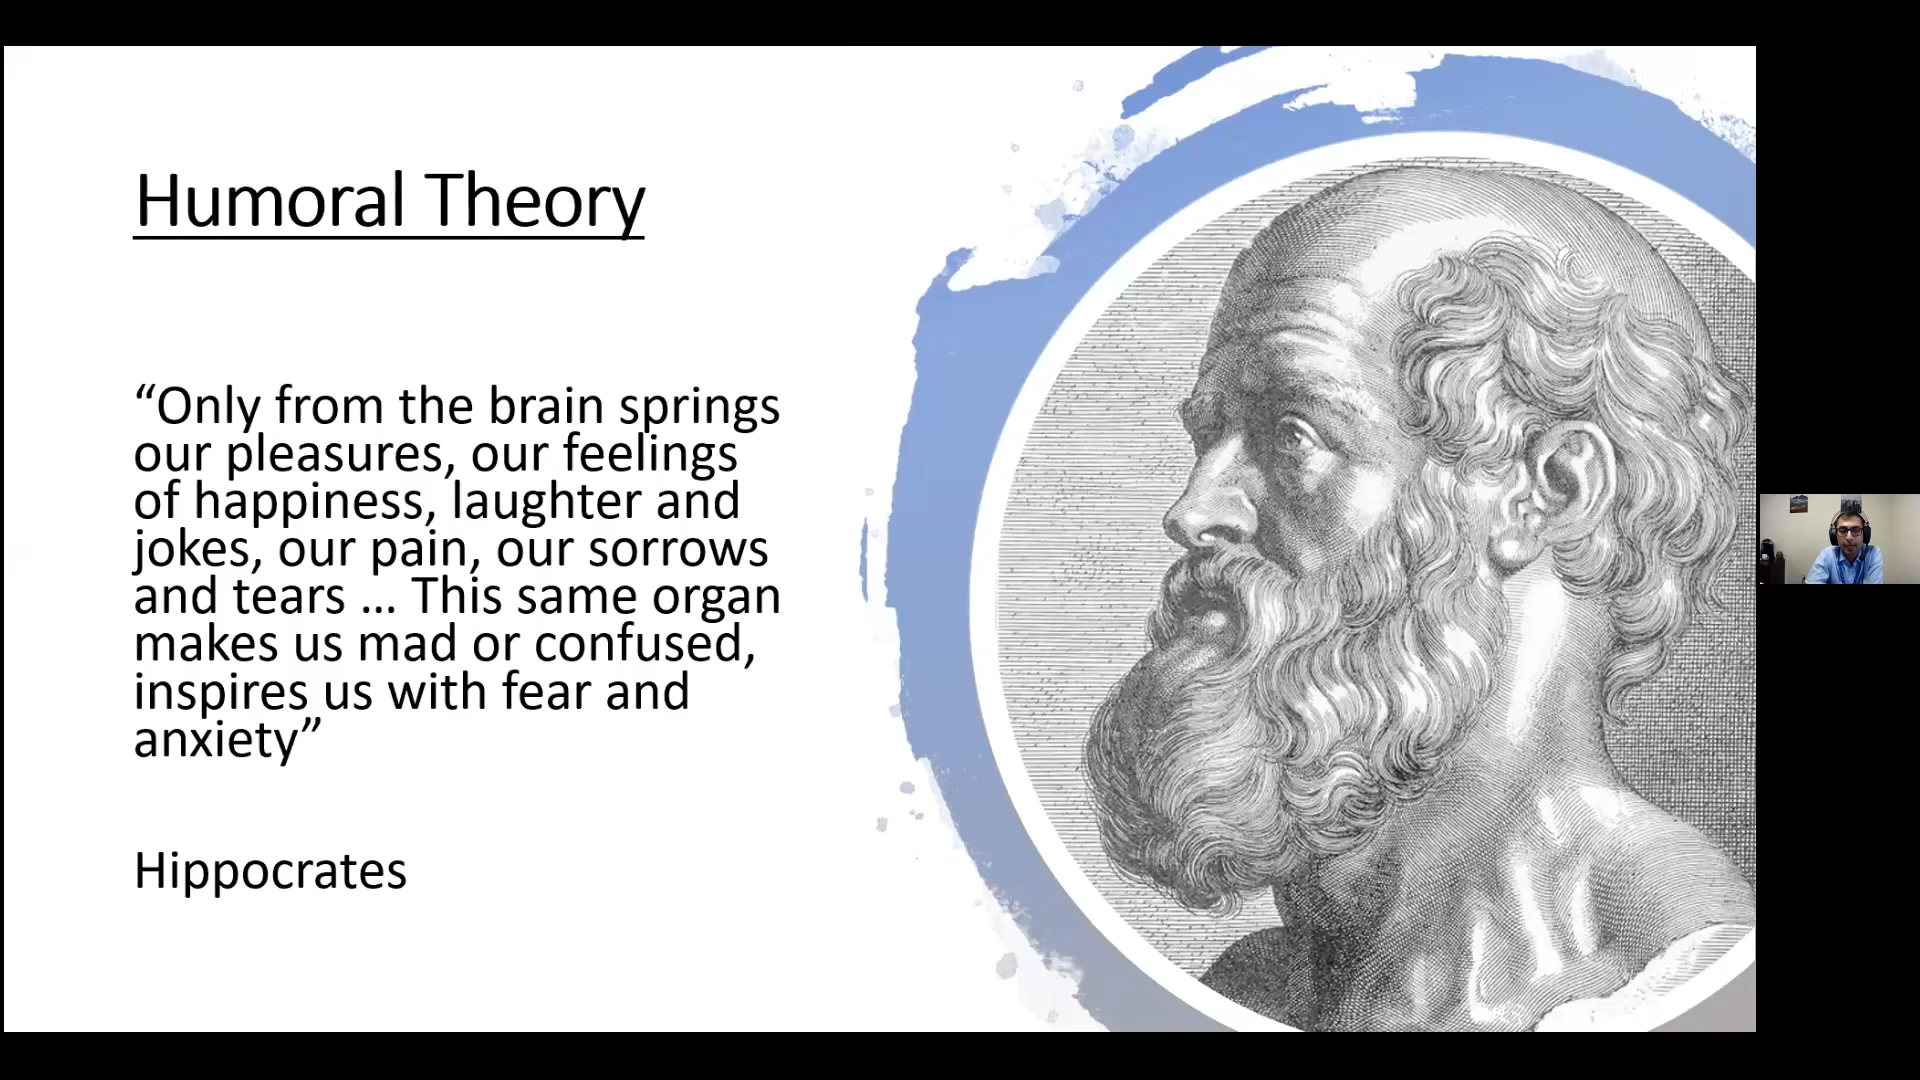 Humoral Theory
“Only from the brain springs
our pleasures, our feelings
of happiness, laughter and
jokes, our pain, our sorrows
and tears ... This same organ
makes us mad or confused,
inspires us with fear and
anxiety”
Hippocrates